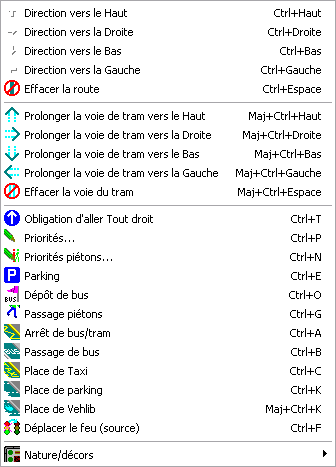 Direction vers le Haut Ctrl+Haut
Direction vers la Droite Ctrl+Droite
Direction vers le Bas Ctrl+Bas
Direction vers la Gauche Ctrl+Gauche
Effacer la route Ctrl+Espace
Prolonger la voie de tram vers le Haut Maj+Ctrl+Haut
Prolonger la voie de tram vers la Droite Maj+Ctrl+Droite
Prolonger la voie de tram vers le Bas Maj+Ctrl+Bas
Prolonger la voie de tram vers la Gauche Maj+Ctrl+Gauche
Effacer la voie du tram Maj+Ctrl+Espace
Obligation d'aller Tout droit Ctrl+T
Priorités... Ctrl+P
Priorités piétons... Ctrl+N
P Parking Ctrl+E
BUS Dépôt de bus Ctrl+O
Passage piétons Ctrl+G
Arrêt de bus/tram Ctrl+A
Passage de bus Ctrl+B
Place de Taxi Ctrl+C
Place de parking Ctrl+K
Place de Vehlib Maj+Ctrl+K
Déplacer le feu (source) Ctrl+F
Nature/décors